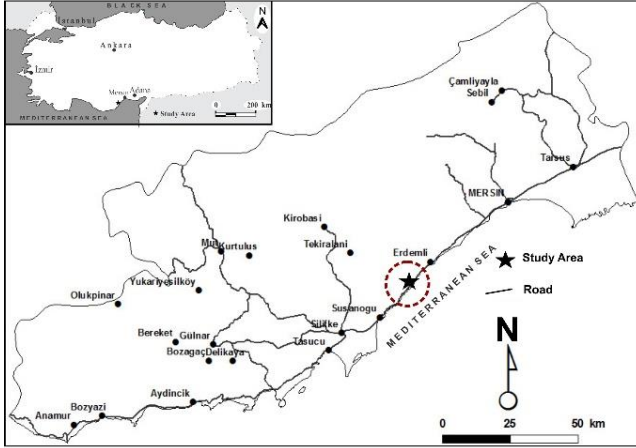 BLACK SEA
N
İstanbul
Ankara
İzmir
Mersin Adana
0 200 km
MEDITERRANEAN SEA
★ Study Area
Çamliyayla
Sebil
Tarsus
MERSIN
Kirobasi
Mut Kurtulus
Tekiralani
Erdemli
Study Area
Yukariyesilköy
Olukpinar
Road
MEDITERRANEAN SEA
Susanoglu
Bereket
Gülnar
Silifke
N
Bozagaç Delikaya
Tasucu
Aydincik
Bozyazi
Anamur
0 25 50 km